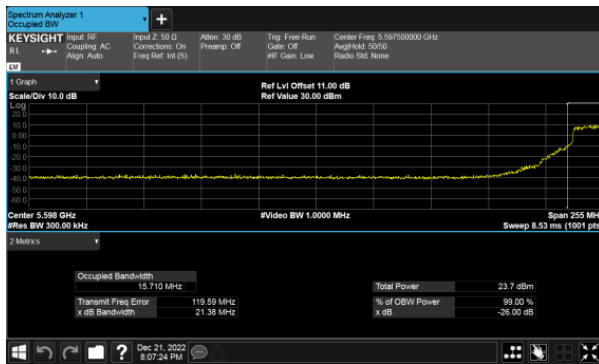 Spectrum Analyzer 1
Occupied BW
KEYSIGHT Input: RF Input Z: 50 Ω Atten: 30 dB Trig: Free Run Center Freq: 5.597500000 GHz
RL Coupling: AC Corrections: On Preamp: Off Gate: Off Avg|Hold: 50/50
Align: Auto Freq Ref: Int (S) #IF Gain: Low Radio Std: None
LXI
1 Graph
Scale/Div 10.0 dB Ref Lvl Offset 11.00 dB
Ref Value 30.00 dBm
Log
20.0
10.0
0.00
-10.0
-20.0
-30.0
-40.0
-50.0
-60.0
Center 5.598 GHz #Video BW 1.0000 MHz Span 255 MH
#Res BW 300.00 kHz Sweep 8.53 ms (1001 pts
2 Metrics
Occupied Bandwidth
15.710 MHz Total Power 23.7 dBm
Transmit Freq Error 119.59 MHz % of OBW Power 99.00 %
x dB Bandwidth 21.38 MHz x dB -26.00 dB
Dec 21, 2022
8:07:24 PM